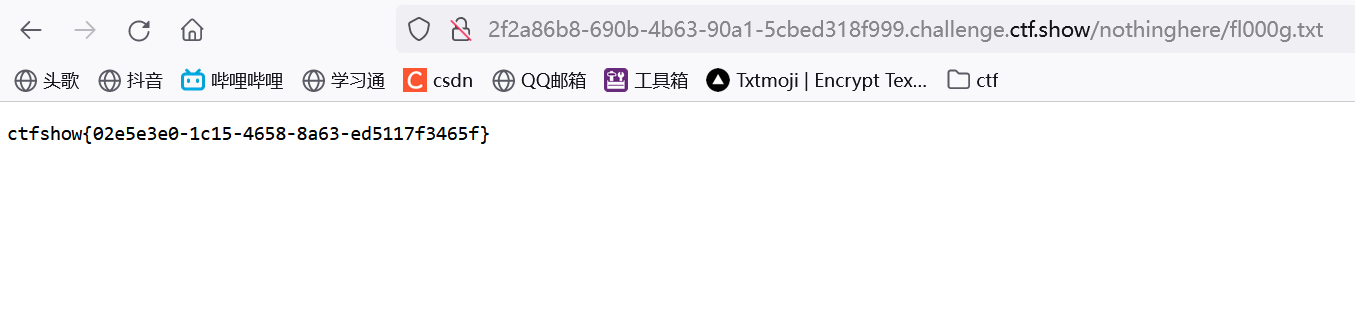 2f2a86b8-690b-4b63-90a1-5cbed318f999.challenge.ctf.show/nothinghere/fl000g.txt
头歌 抖音 哔哩哔哩 学习通 C csdn QQ邮箱 工具箱 Txtmoji | Encrypt Tex... ctf
ctfshow{02e5e3e0-1c15-4658-8a63-ed5117f3465f}